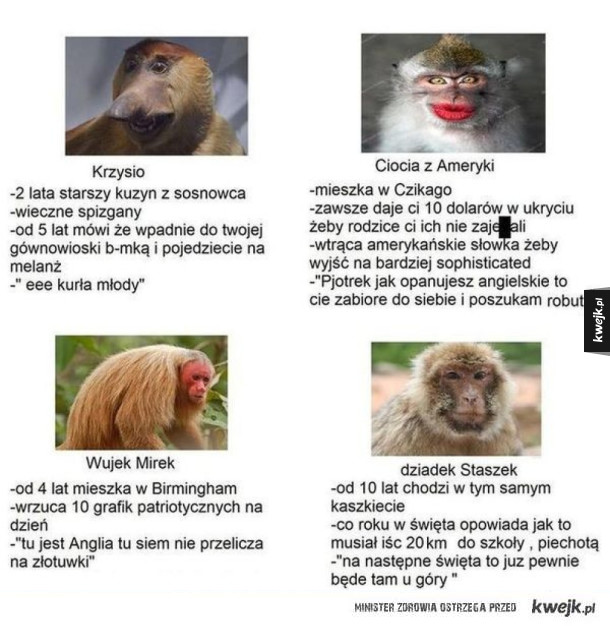 Krzysio
-2 lata starszy kuzyn z sosnowca
-wieczne spizgany
-od 5 lat mówi że wpadnie do twojej
gównowioski b-mką i pojedziecie na
melanż
-" eee kurła młody"
Ciocia z Ameryki
-mieszka w Czikago
-zawsze daje ci 10 dolarów w ukryciu
żeby rodzice ci ich nie zaje ali
-wtrąca amerykańskie słowka żeby
wyjść na bardziej sophisticated
-"Pjotrek jak opanujesz angielskie to
cie zabiore do siebie i poszukam robut
Wujek Mirek
-od 4 lat mieszka w Birmingham
-wrzuca 10 grafik patriotycznych na
dzień
-"tu jest Anglia tu siem nie przelicza
na złotuwki"
dziadek Staszek
-od 10 lat chodzi w tym samym
kaszkiecie
-co roku w święta opowiada jak to
musiał iśc 20km do szkoły , piechotą
-"na następne święta to juz pewnie
będe tam u góry "
kwejk.pl
MINISTER ZDROWIA OSTRZEGA PRZED kwejk.pl